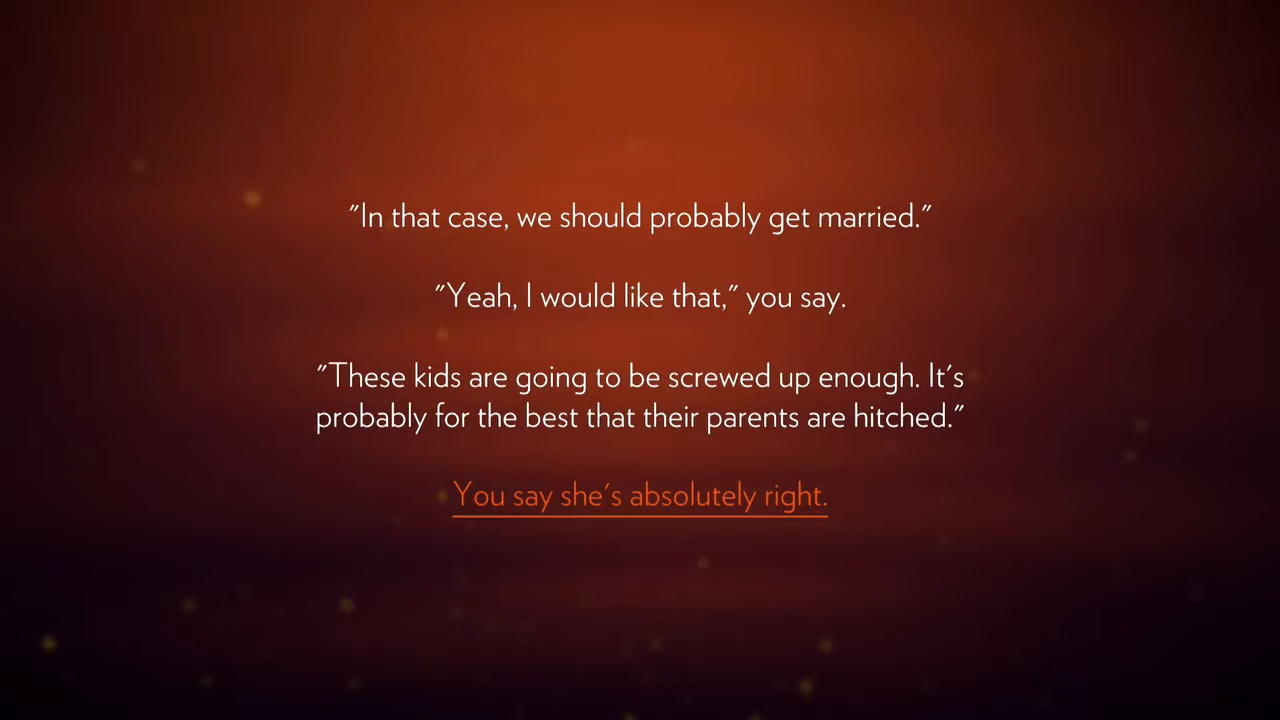 "In that case, we should probably get married."
"Yeah, I would like that," you say.
"These kids are going to be screwed up enough. It's
probably for the best that their parents are hitched."
You say she's absolutely right.